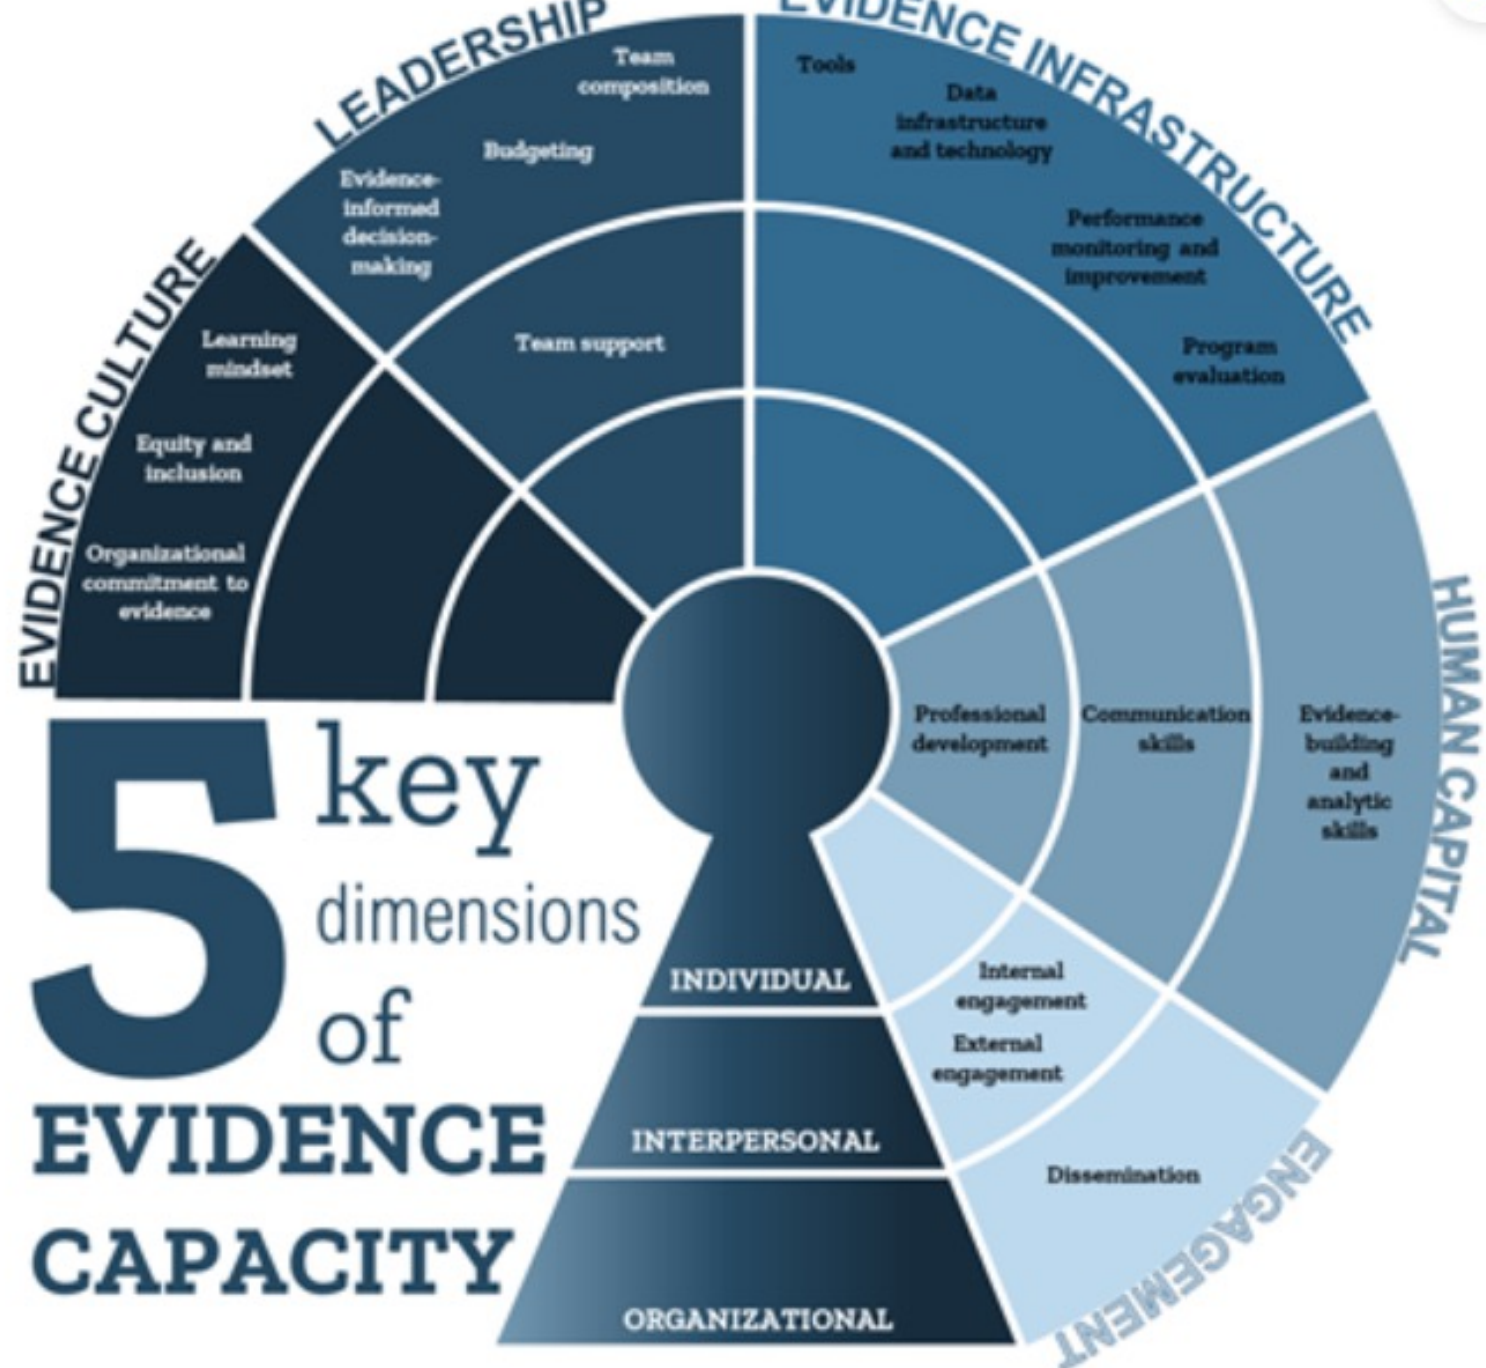 EVIDENCE CULTURE
Learning
mindset
Equity and
inclusion
Organizational
commitment to
evidence
LEADERSHIP
Team
composition
Budgeting
Evidence-
informed
decision-
making
Team support
EVIDENCE INFRASTRUCTURE
Tools
Data
infrastructure
and technology
Performance
monitoring and
improvement
Program
evaluation
HUMAN CAPITAL
Professional
development
Communication
skills
Evidence-
building
and
analytic
skills
ENGAGEMENT
Internal
engagement
External
engagement
Dissemination
5 key
dimensions
of
EVIDENCE
CAPACITY
INDIVIDUAL
INTERPERSONAL
ORGANIZATIONAL